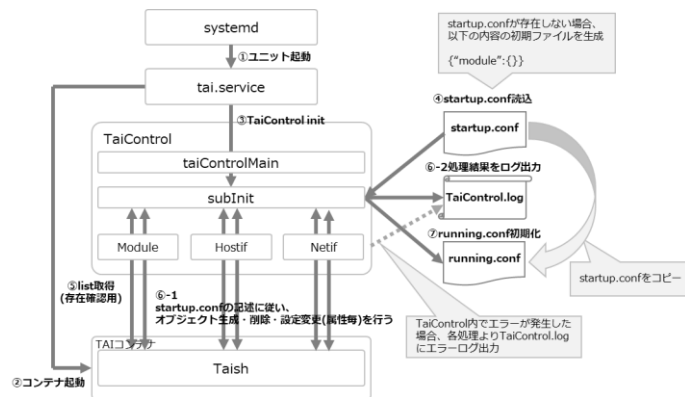 systemd
①ユニット起動
tai.service
③TaiControl init
TaiControl
taiControlMain
subInit
Module
Hostif
Netif
⑤list取得
(存在確認用)
⑥-1
startup.confの記述に従い、
オブジェクト生成・削除・設定変更(属性毎)を行う
TAIコンテナ
Taish
②コンテナ起動
startup.confが存在しない場合、
以下の内容の初期ファイルを生成
{“module”:{}}
④startup.conf読込
startup.conf
⑥-2処理結果をログ出力
TaiControl.log
⑦running.conf初期化
running.conf
startup.confをコピー
TaiControl内でエラーが発生した
場合、各処理よりTaiControl.log
にエラーログ出力